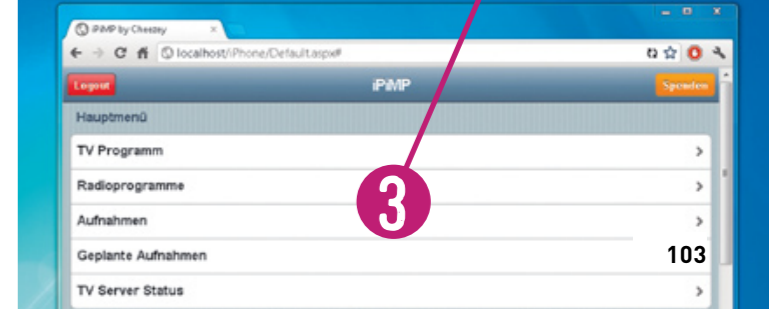 iPiMP by Cheezey
localhost/iPhone/Default.aspx#
Logout
iPiMP
Spenden
Hauptmenü
TV Programm
Radioprogramme
3
Aufnahmen
Geplante Aufnahmen
103
TV Server Status